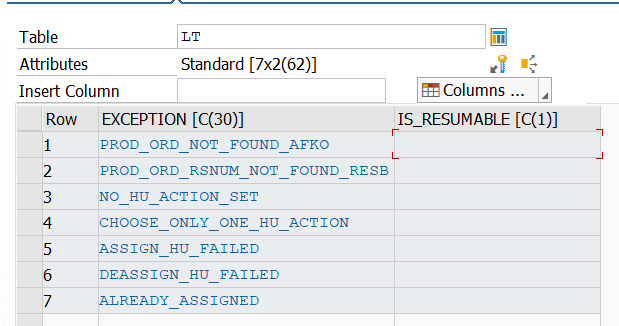 Table LT
Attributes Standard [7x2(62)]
Insert Column Columns ...
Row EXCEPTION [C(30)] IS_RESUMABLE [C(1)]
1 PROD_ORD_NOT_FOUND_AFKO
2 PROD_ORD_RSNUM_NOT_FOUND_RESB
3 NO_HU_ACTION_SET
4 CHOOSE_ONLY_ONE_HU_ACTION
5 ASSIGN_HU_FAILED
6 DEASSIGN_HU_FAILED
7 ALREADY_ASSIGNED